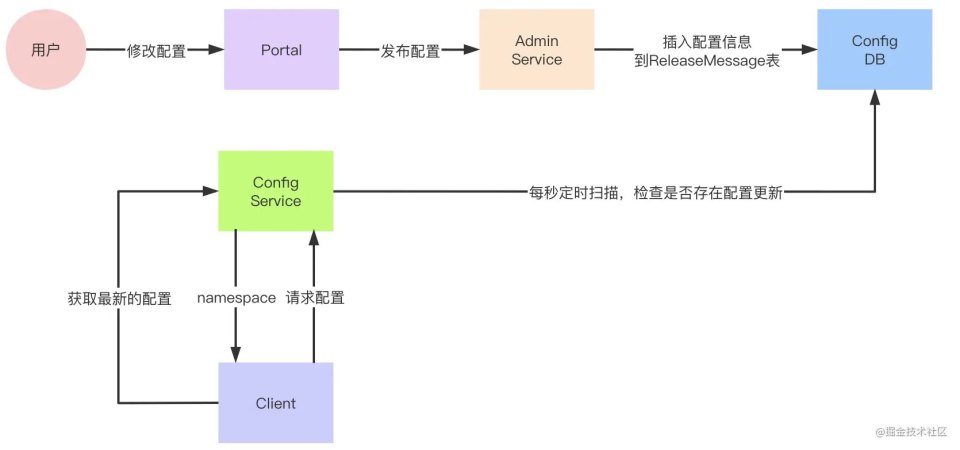 用户
修改配置
Portal
发布配置
Admin
Service
插入配置信息
到ReleaseMessage表
Config
DB
Config
Service
每秒定时扫描，检查是否存在配置更新
获取最新的配置
namespace
请求配置
Client
@掘金技术社区